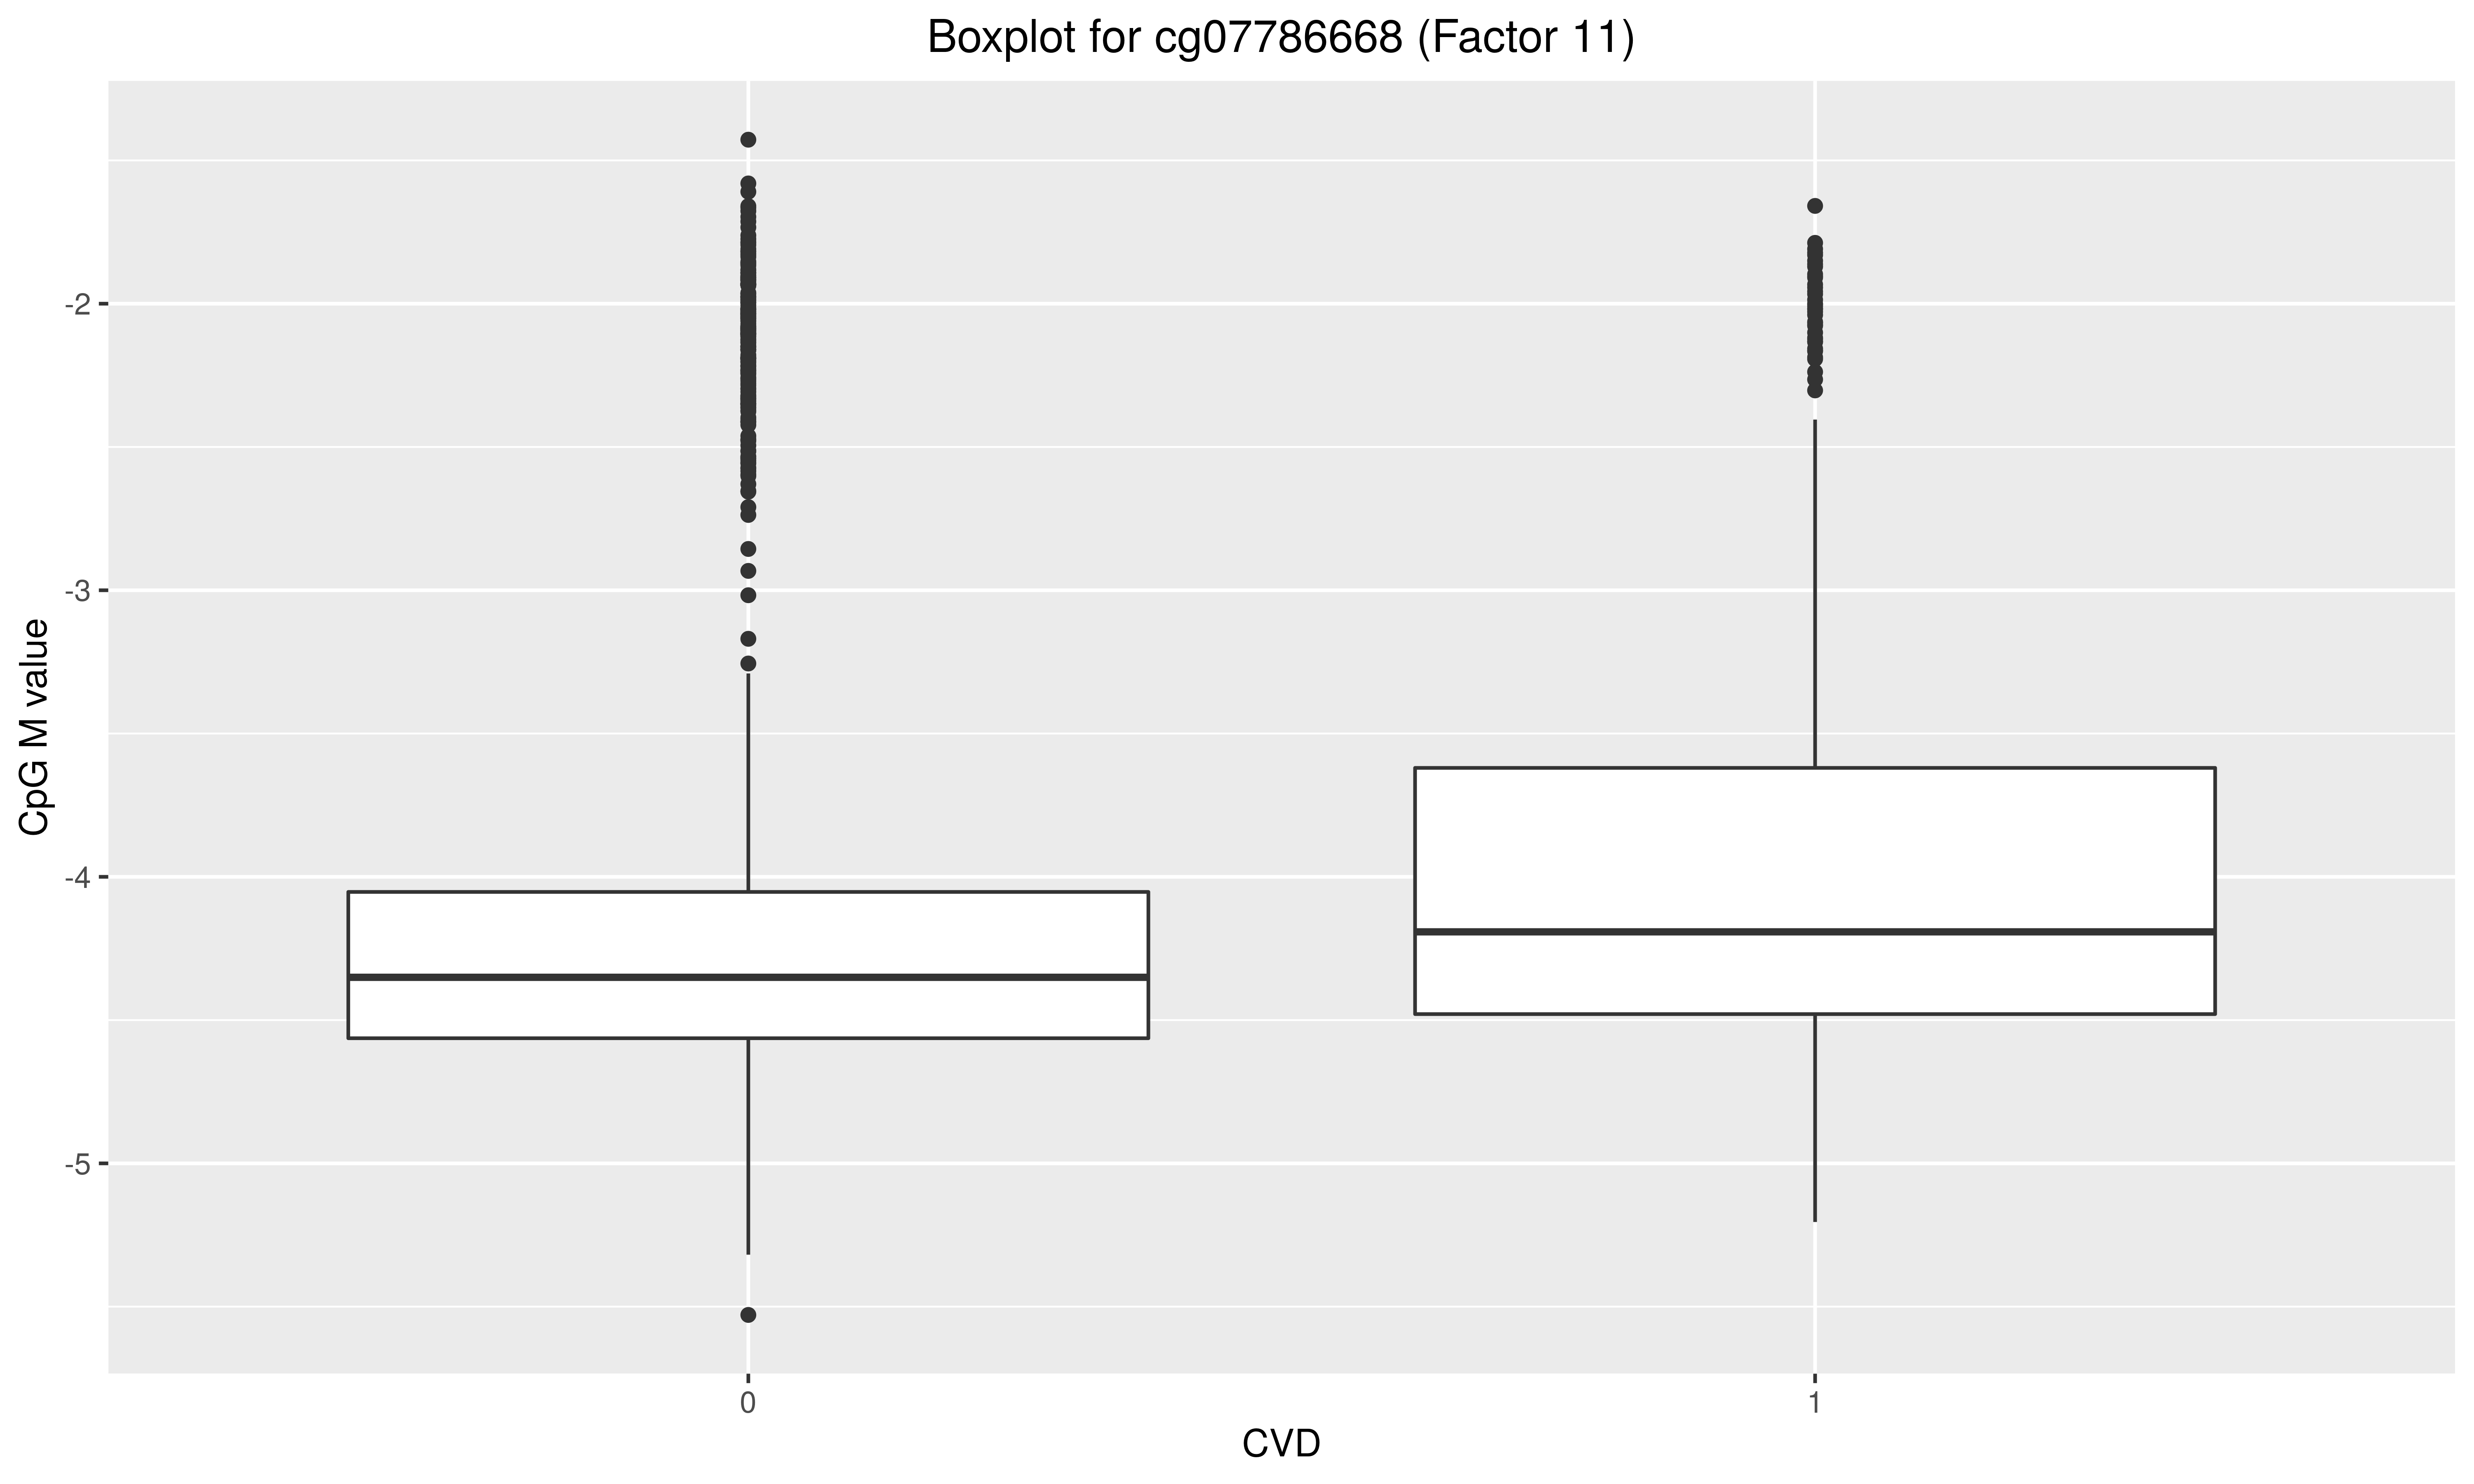 Boxplot for cg07786668 (Factor 11)
CpG M value
-2
-3
-4
-5
0
1
CVD